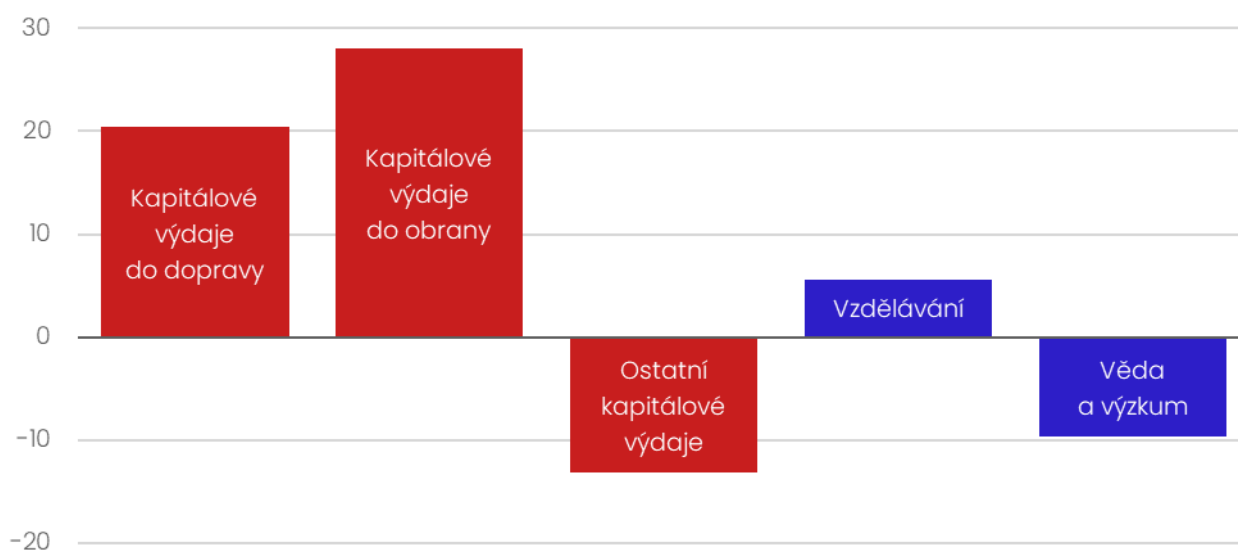 30
20
10
0
-10
-20
Kapitálové
výdaje
do dopravy
Kapitálové
výdaje
do obrany
Ostatní
kapitálové
výdaje
Vzdělávání
Věda
a výzkum